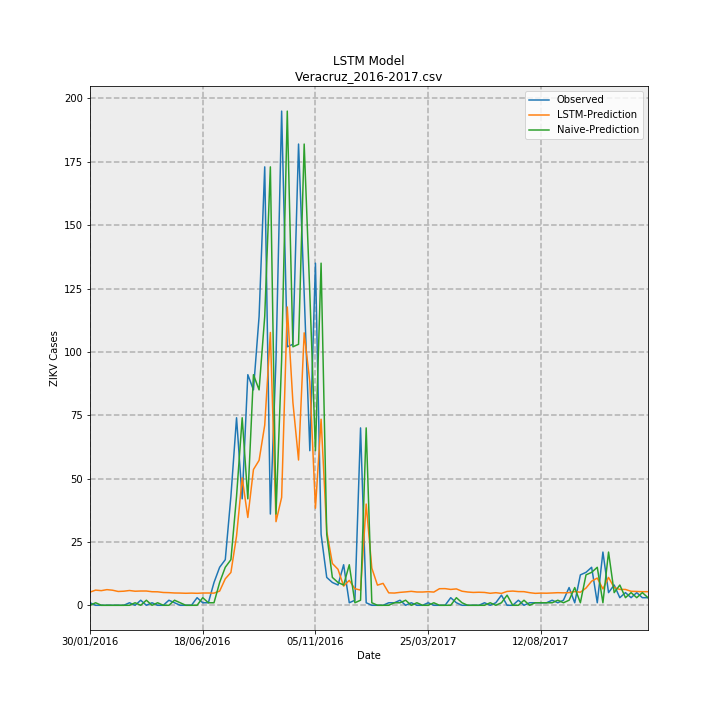 LSTM Model
Veracruz_2016-2017.csv
Observed
LSTM-Prediction
Naive-Prediction
200
175
150
125
100
75
50
25
0
ZIKV Cases
30/01/2016 18/06/2016 05/11/2016 25/03/2017 12/08/2017
Date